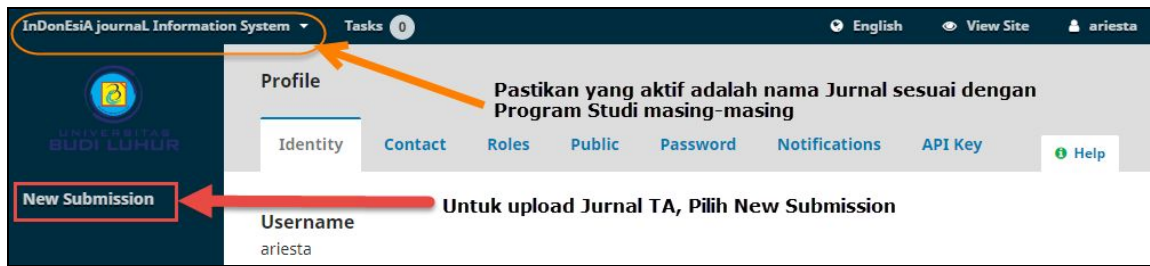 InDonEsiA journaL Information System Tasks 0 English View Site ariesta
Profile
Pastikan yang aktif adalah nama Jurnal sesuai dengan
Program Studi masing-masing
UNIVERSITAS
BUDI LUHUR
Identity Contact Roles Public Password Notifications API Key Help
New Submission
Untuk upload Jurnal TA, Pilih New Submission
Username
ariesta